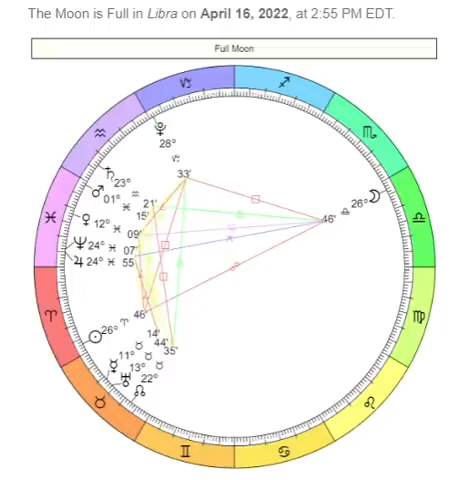 The Moon is Full in Libra on April 16, 2022, at 2:55 PM EDT.
Full Moon
♑ ♐
♒ ♏
♓ ♎
♈ ♍
♉ ♌
♊ ♋
♇
28°
♑
33'
♄ 23° ♒ 21'
♂ 01° ♓ 15'
♀ 12° ♓ 09'
♆ 24° ♓ 07'
♃ 24° ♓ 55'
46' ♎ 26° ☽
☉ 26° ♈ 46'
☿ 11° ♉ 14'
♅ 13° ♉ 44'
☊ 22° ♉ 35'